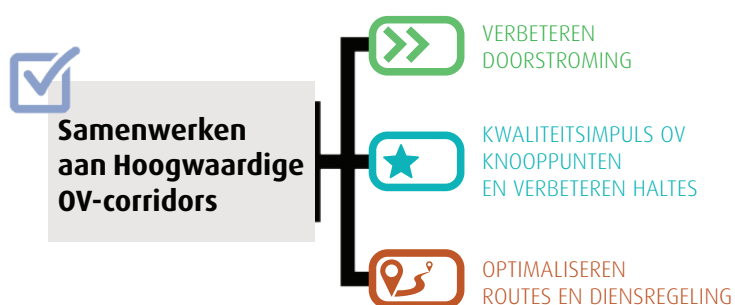 Samenwerken
aan Hoogwaardige
OV-corridors
VERBETEREN
DOORSTROMING
KWALITEITSIMPULS OV
KNOOPPUNTEN
EN VERBETEREN HALTES
OPTIMALISEREN
ROUTES EN DIENSREGELING